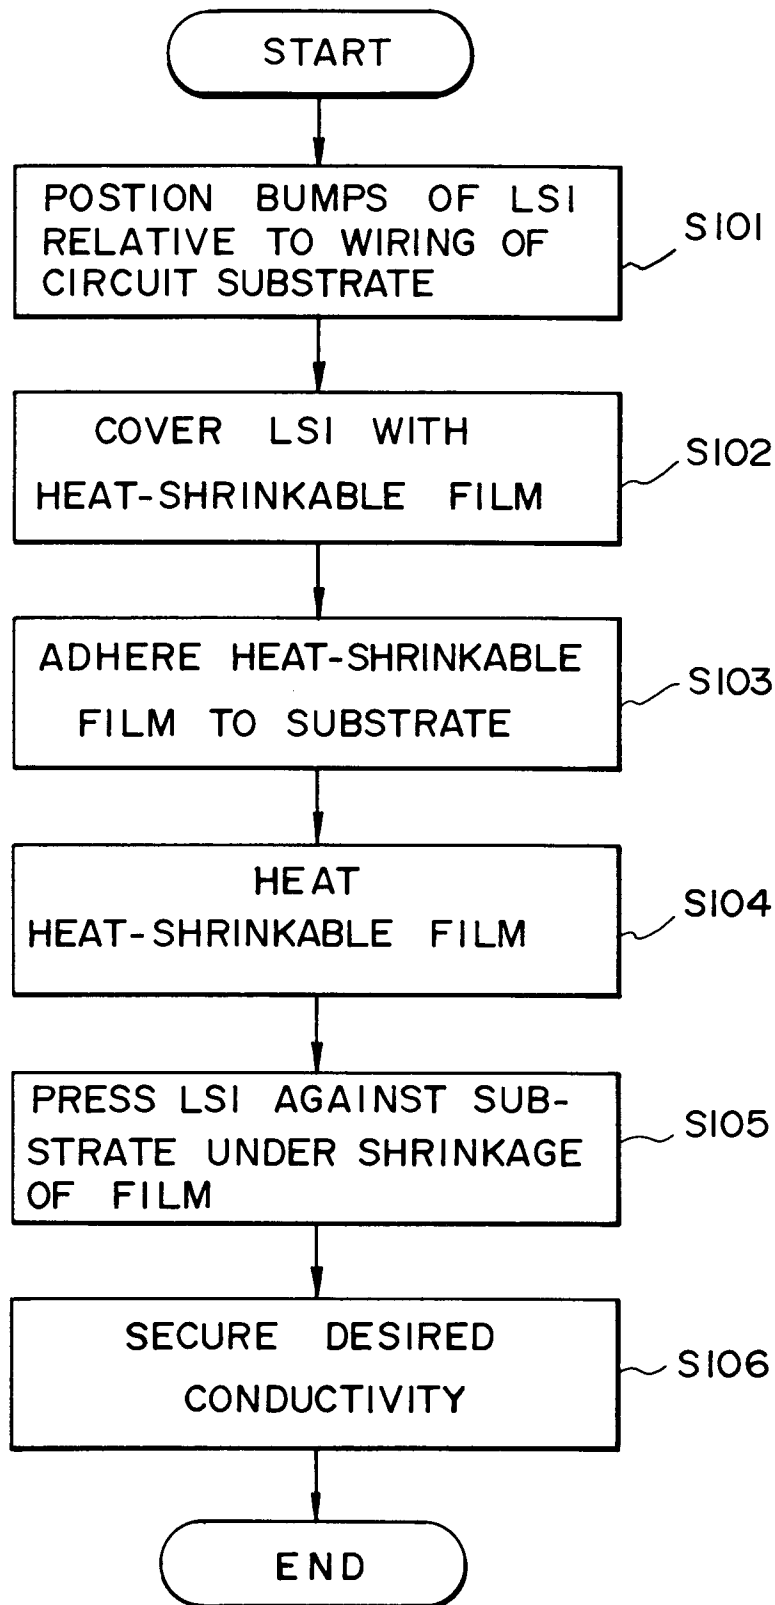 START
POSTION BUMPS OF LSI
RELATIVE TO WIRING OF
CIRCUIT SUBSTRATE
S101
COVER LSI WITH
HEAT-SHRINKABLE FILM
S102
ADHERE HEAT-SHRINKABLE
FILM TO SUBSTRATE
S103
HEAT
HEAT-SHRINKABLE FILM
S104
PRESS LSI AGAINST SUB-
STRATE UNDER SHRINKAGE
OF FILM
S105
SECURE DESIRED
CONDUCTIVITY
S106
END